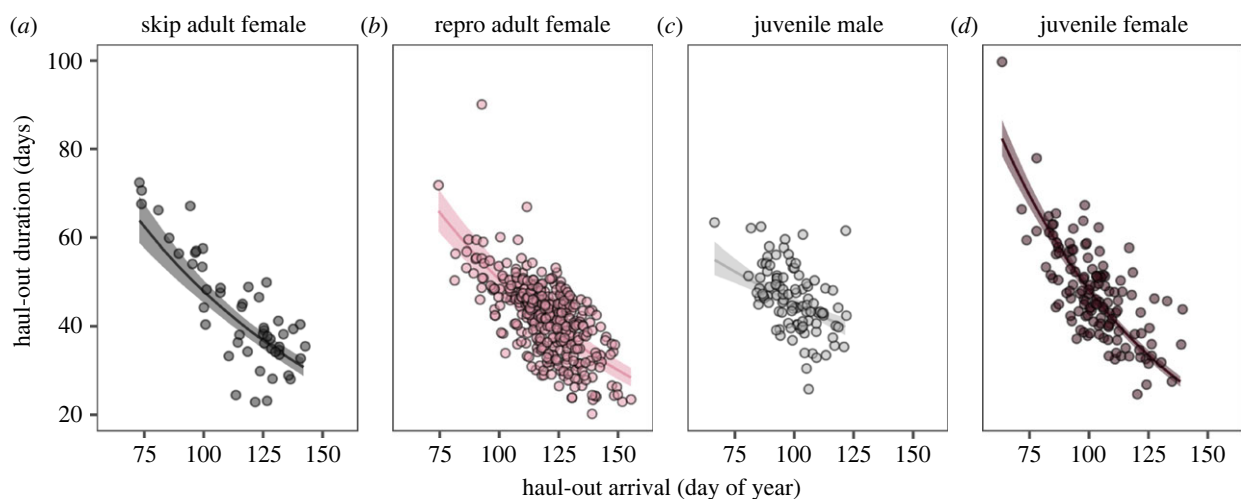 (a) skip adult female (b) repro adult female (c) juvenile male (d) juvenile female
100
80
60
40
20
haul-out duration (days)
75 100 125 150 75 100 125 150 75 100 125 150 75 100 125 150
haul-out arrival (day of year)